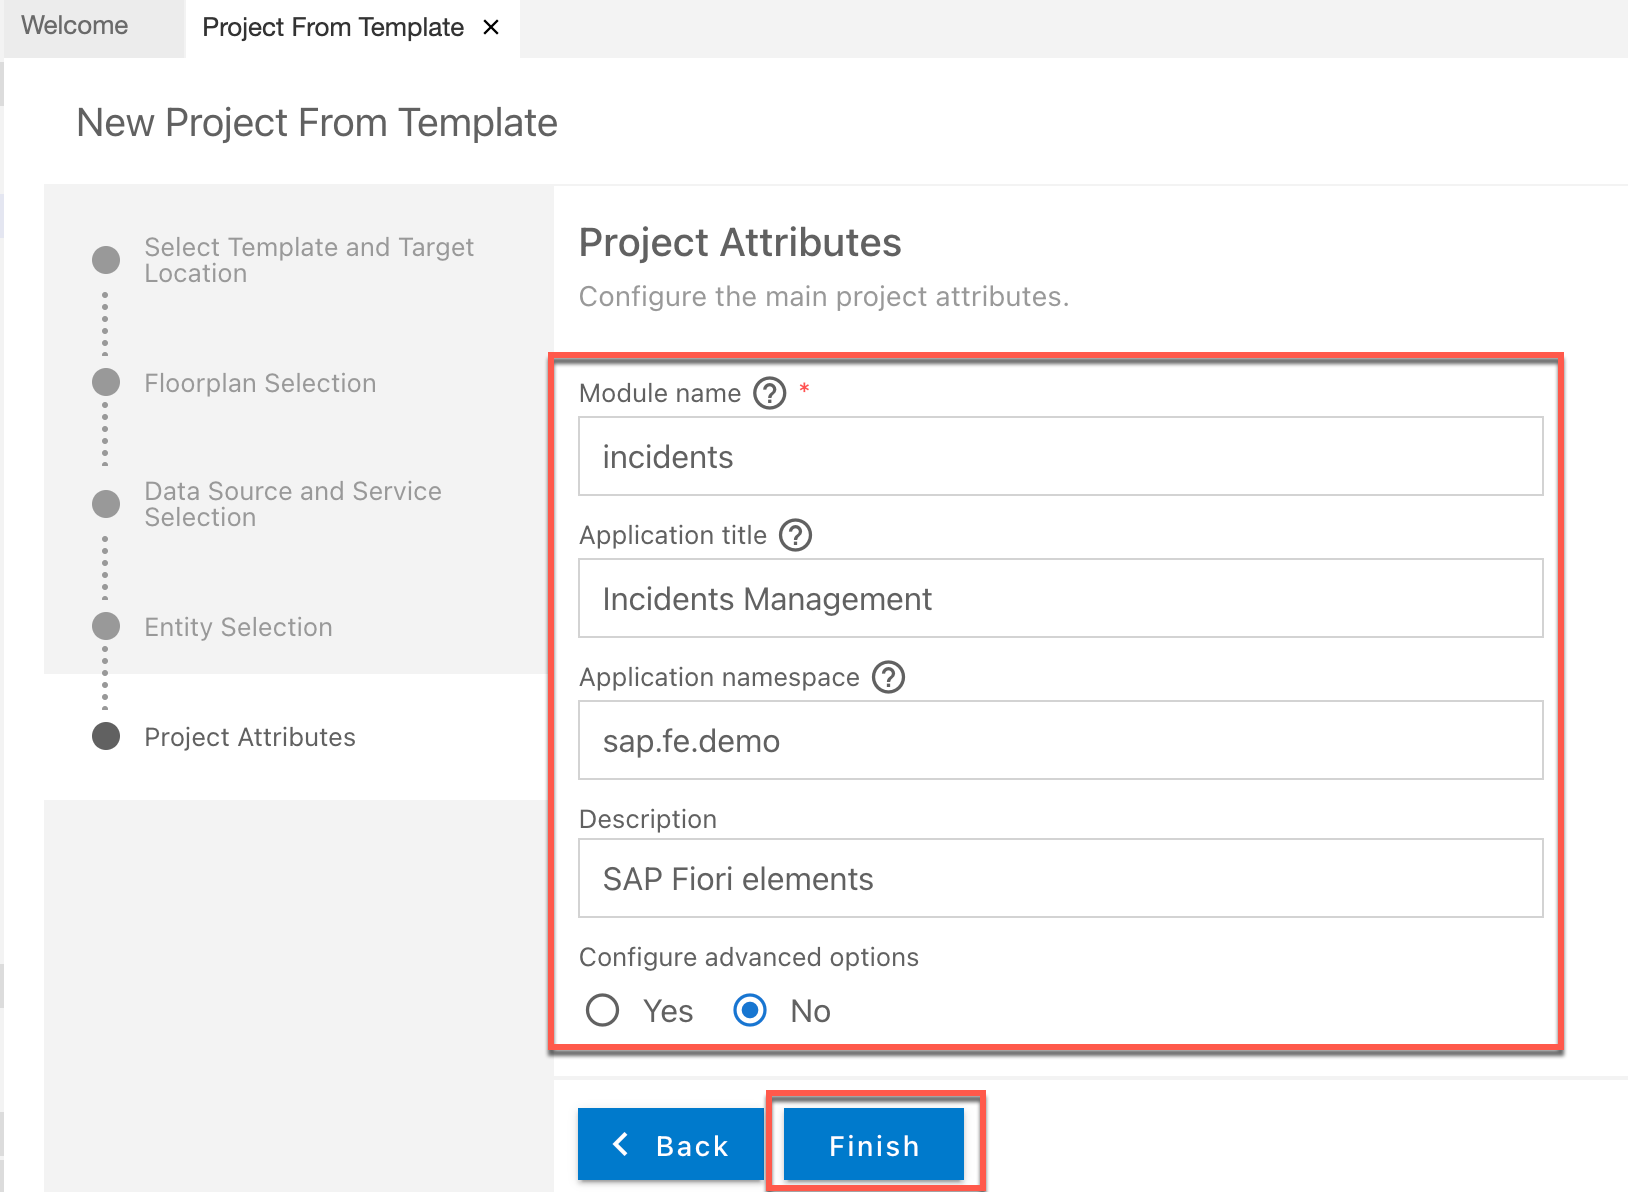 Welcome
Project From Template ×
New Project From Template
Select Template and Target
Location
Floorplan Selection
Data Source and Service
Selection
Entity Selection
Project Attributes
Project Attributes
Configure the main project attributes.
Module name ? *
incidents
Application title ?
Incidents Management
Application namespace ?
sap.fe.demo
Description
SAP Fiori elements
Configure advanced options
Yes No
Back Finish